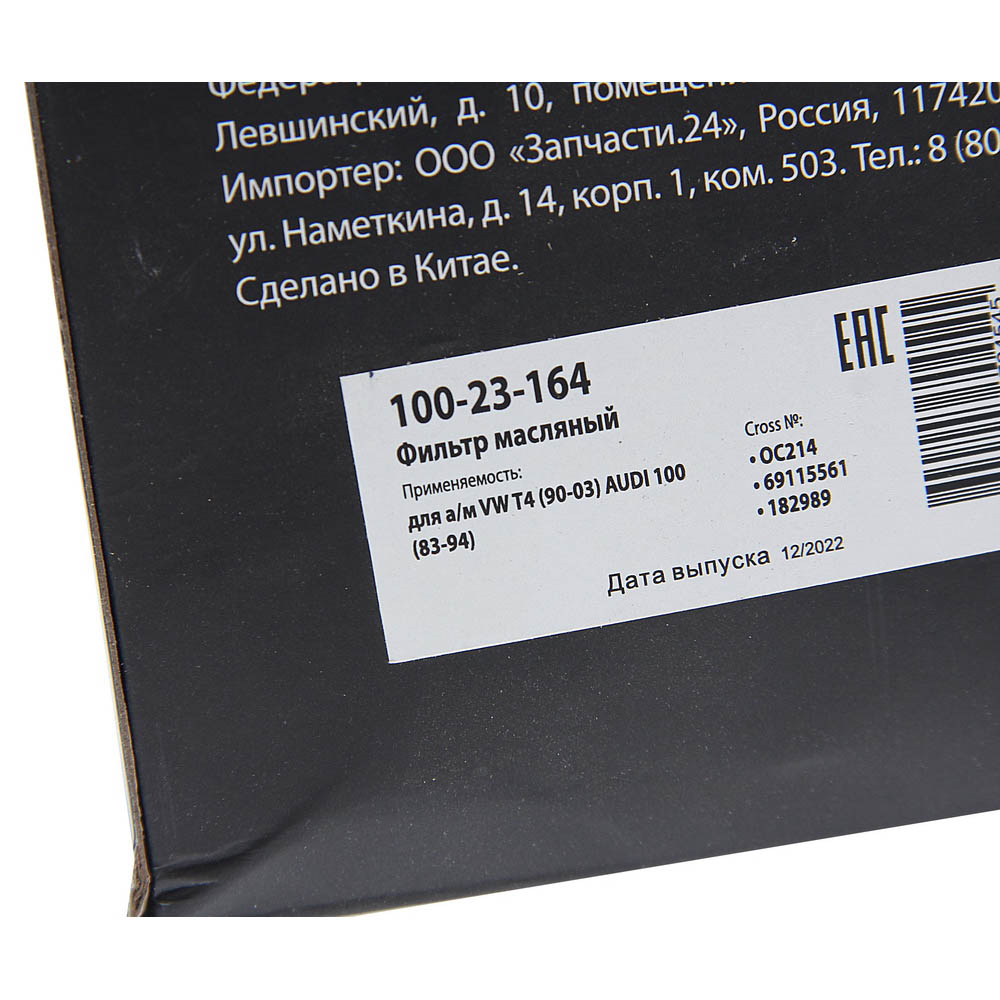 Левшинский, д. 10,
Импортер: ООО «Запчасти.24», Россия, 117420
ул. Наметкина, д. 14, корп. 1, ком. 503. Тел.: 8 (80
Сделано в Китае.
EAC
100-23-164
Фильтр масляный
Применяемость:
для а/м VW T4 (90-03) AUDI 100
(83-94)
Cross №:
• OC214
• 69115561
• 182989
Дата выпуска 12/2022